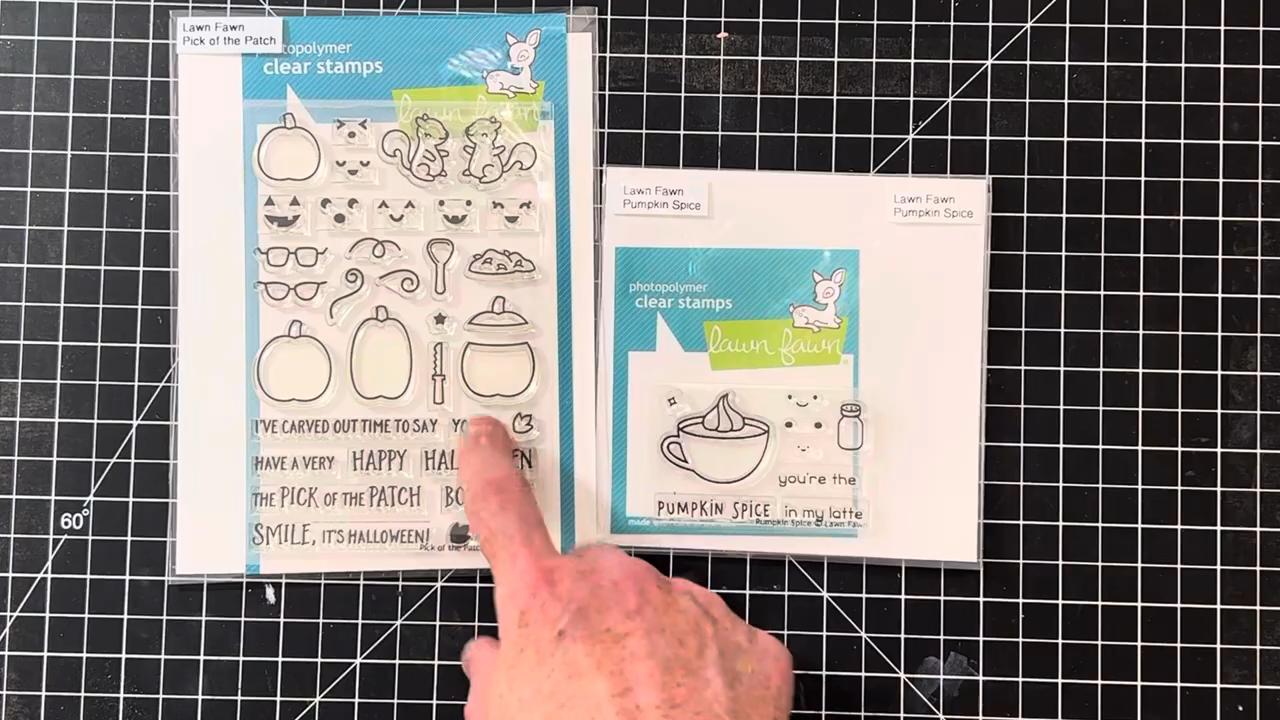 Lawn Fawn
Pick of the Patch
photopolymer
clear stamps
lawn fawn
I'VE CARVED OUT TIME TO SAY
HAVE A VERY HAPPY
THE PICK OF THE PATCH
SMILE, IT'S HALLOWEEN!
Pick of the Patch
Lawn Fawn
Pumpkin Spice
Lawn Fawn
Pumpkin Spice
photopolymer
clear stamps
lawn fawn
you're the
PUMPKIN SPICE in my latte
made
Pumpkin Spice © Lawn Fawn
60°